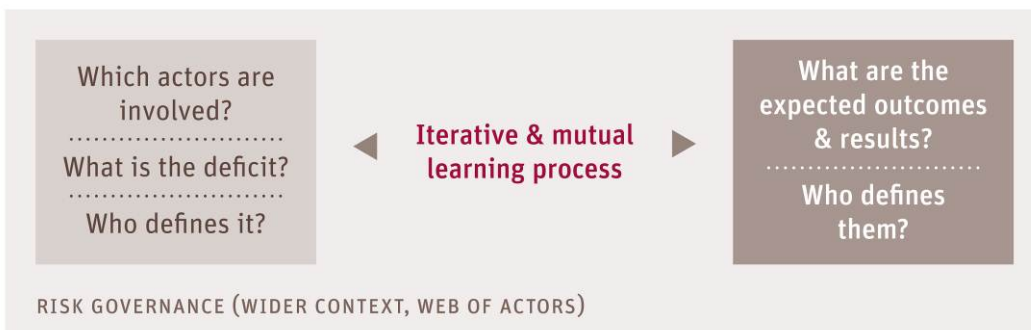 Which actors are
involved?
What is the deficit?
Who defines it?
Iterative & mutual
learning process
What are the
expected outcomes
& results?
Who defines
them?
RISK GOVERNANCE (WIDER CONTEXT, WEB OF ACTORS)